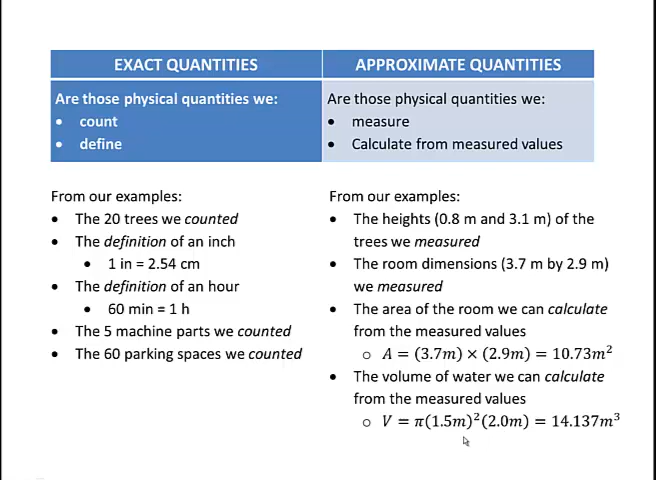 EXACT QUANTITIES
APPROXIMATE QUANTITIES
Are those physical quantities we:
• count
• define
Are those physical quantities we:
• measure
• Calculate from measured values
From our examples:
• The 20 trees we counted
• The definition of an inch
• 1 in = 2.54 cm
• The definition of an hour
• 60 min = 1 h
• The 5 machine parts we counted
• The 60 parking spaces we counted
From our examples:
• The heights (0.8 m and 3.1 m) of the
trees we measured
• The room dimensions (3.7 m by 2.9 m)
we measured
• The area of the room we can calculate
from the measured values
o A = (3.7m) × (2.9m) = 10.73m²
• The volume of water we can calculate
from the measured values
o V = π(1.5m)²(2.0m) = 14.137m³